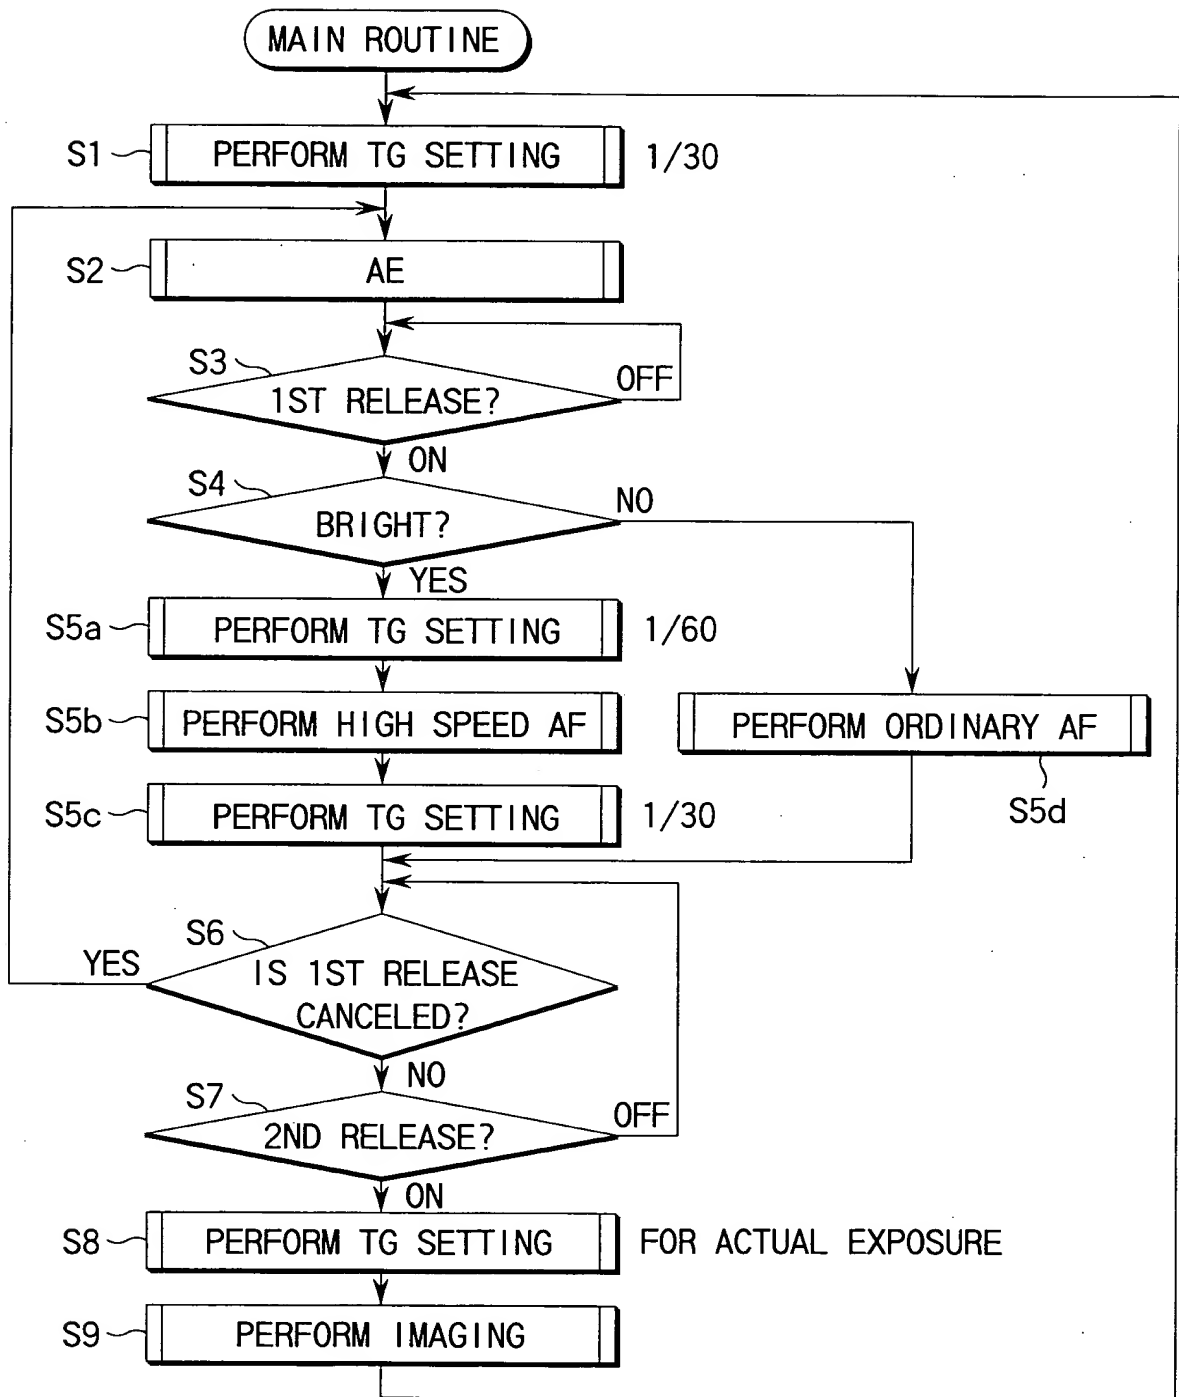 MAIN ROUTINE
S1 PERFORM TG SETTING 1/30
S2 AE
S3 1ST RELEASE? OFF
ON
S4 BRIGHT? NO
YES
S5a PERFORM TG SETTING 1/60
S5b PERFORM HIGH SPEED AF PERFORM ORDINARY AF
S5c PERFORM TG SETTING 1/30 S5d
S6
YES IS 1ST RELEASE
CANCELED?
NO
S7 2ND RELEASE? OFF
ON
S8 PERFORM TG SETTING FOR ACTUAL EXPOSURE
S9 PERFORM IMAGING